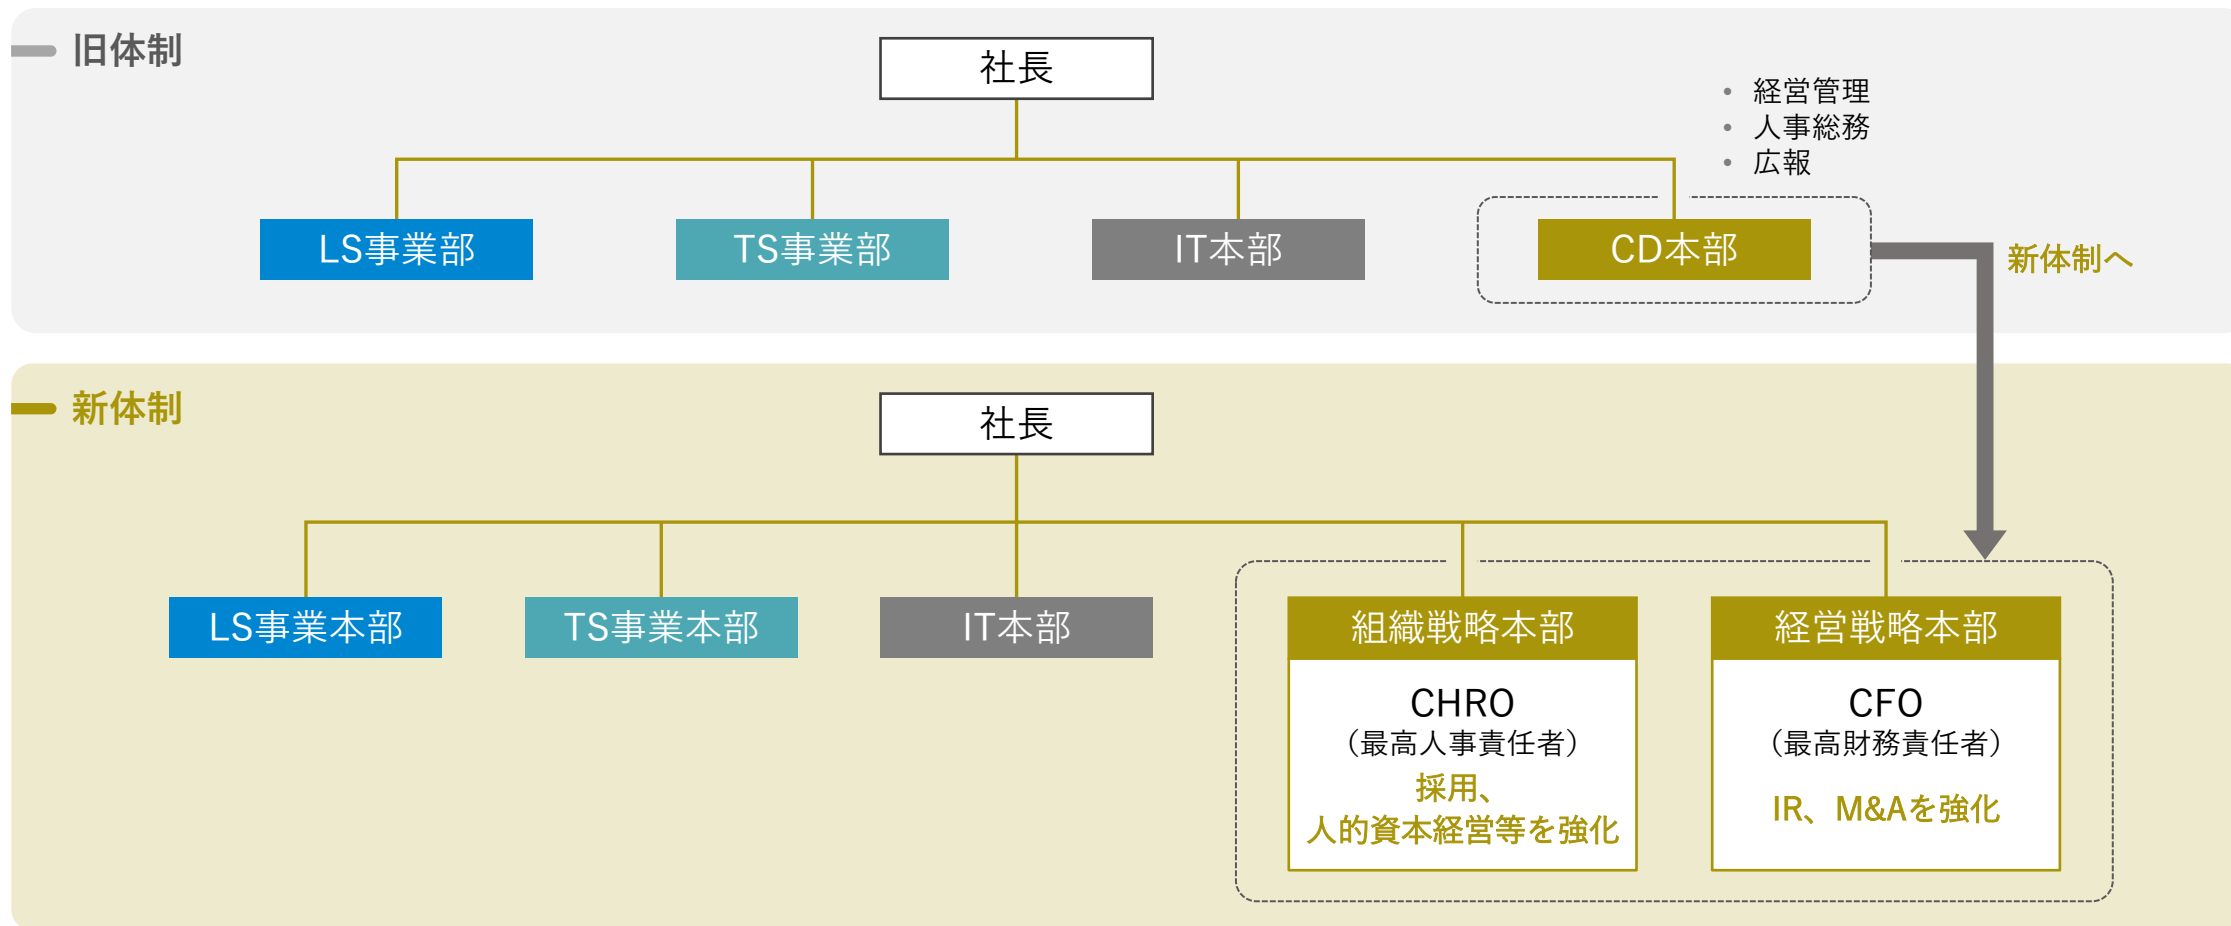 旧体制
社長
• 経営管理
• 人事総務
• 広報
LS事業部
TS事業部
IT本部
CD本部
新体制へ
新体制
社長
LS事業本部
TS事業本部
IT本部
組織戦略本部
CHRO
（最高人事責任者）
採用、
人的資本経営等を強化
経営戦略本部
CFO
（最高財務責任者）
IR、M&Aを強化